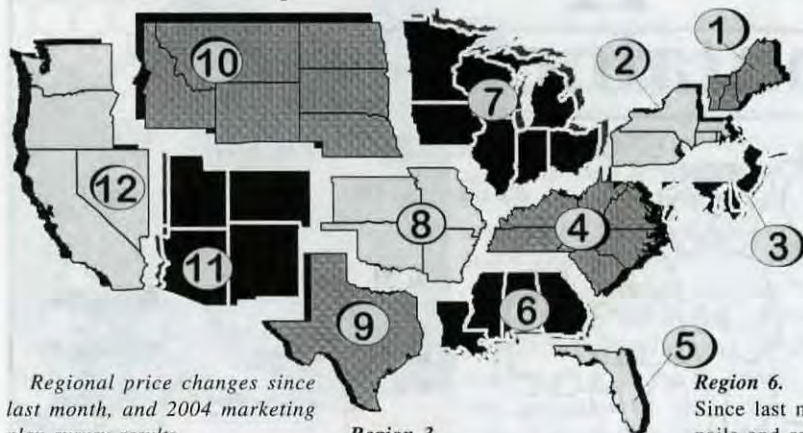 10
1
2
7
12
8
4
3
11
9
6
5
Regional price changes since
last month, and 2004 marketing
Region 3.
Region 6.
Since last